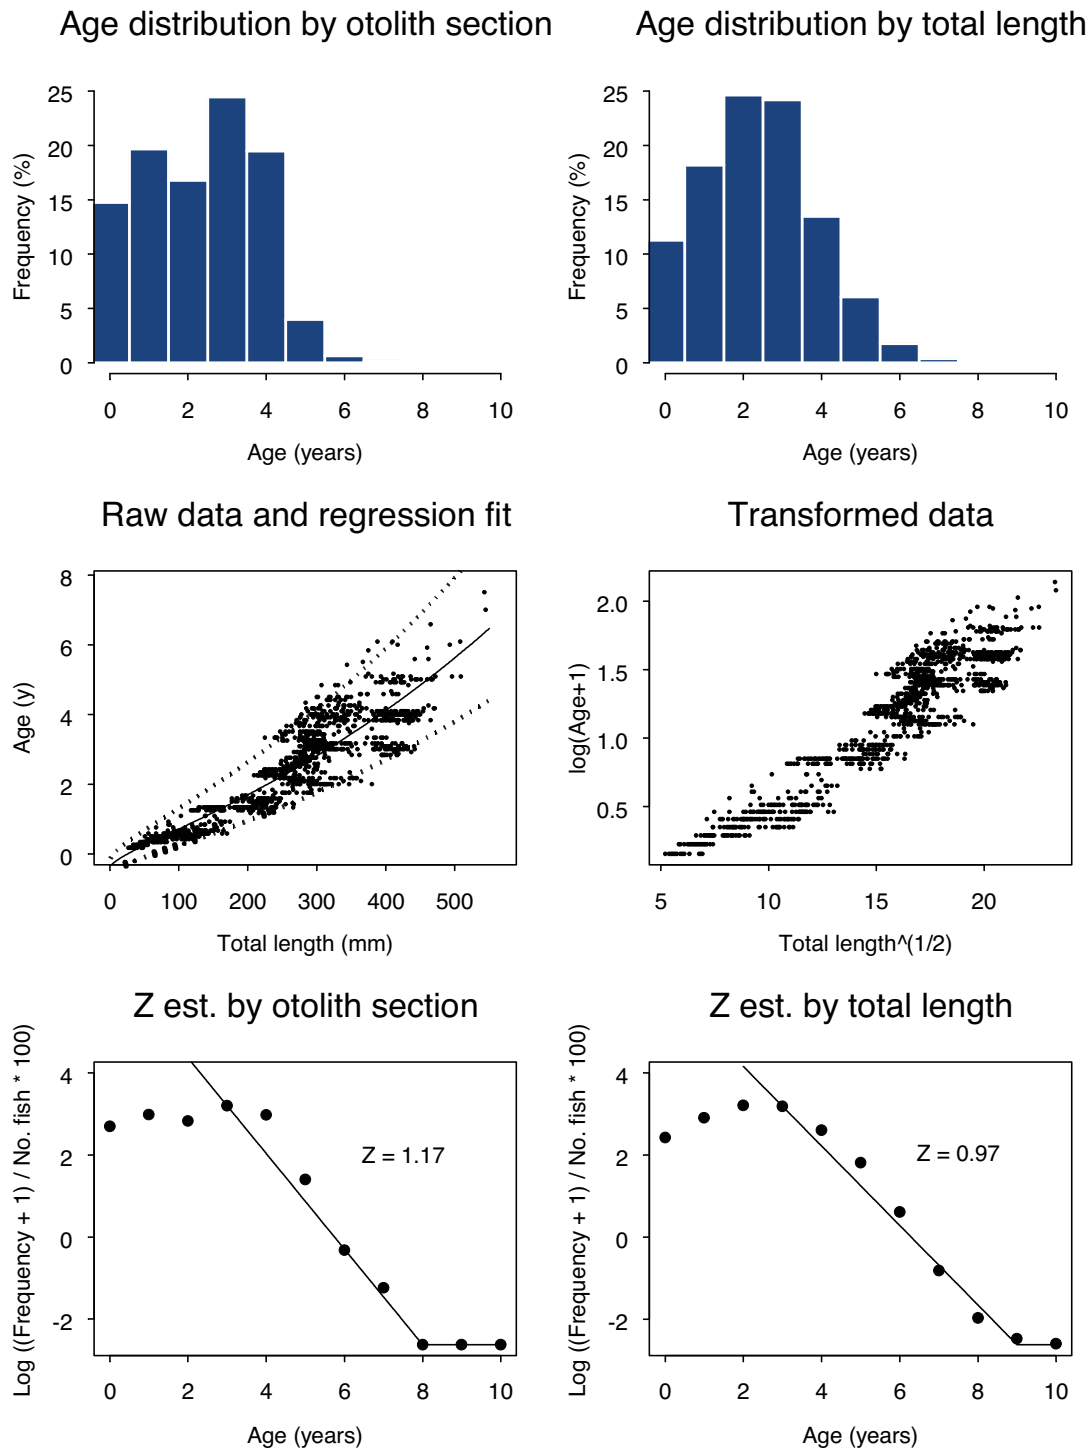 Age distribution by otolith section
Age distribution by total length
Frequency (%)
25
20
15
10
5
0
0 2 4 6 8 10
Age (years)
Frequency (%)
25
20
15
10
5
0
0 2 4 6 8 10
Age (years)
Raw data and regression fit
Transformed data
Age (y)
8
6
4
2
0
0 100 200 300 400 500
Total length (mm)
log(Age+1)
2.0
1.5
1.0
0.5
5 10 15 20
Total length^(1/2)
Z est. by otolith section
Z est. by total length
Log ((Frequency + 1) / No. fish * 100)
4
2
0
-2
Z = 1.17
0 2 4 6 8 10
Age (years)
Log ((Frequency + 1) / No. fish * 100)
4
2
0
-2
Z = 0.97
0 2 4 6 8 10
Age (years)